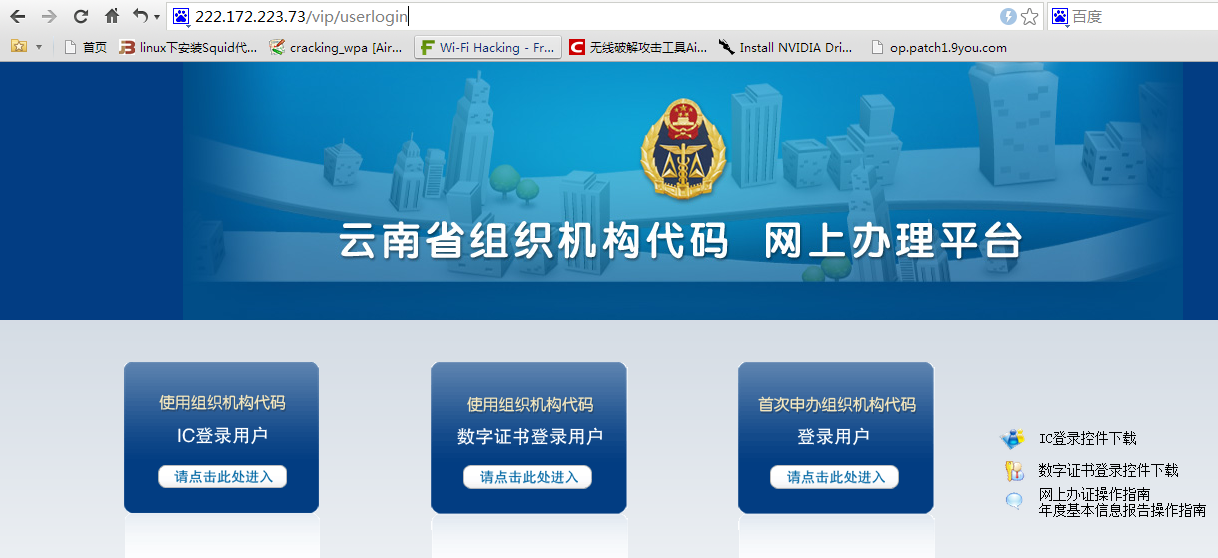 222.172.223.73/vip/userlogin
百度
首页
linux下安装Squid代...
cracking_wpa [Air...
Wi-Fi Hacking - Fr...
无线破解攻击工具Ai...
Install NVIDIA Dri...
op.patch1.9you.com
云南省组织机构代码 网上办理平台
使用组织机构代码
IC登录用户
请点击此处进入
使用组织机构代码
数字证书登录用户
请点击此处进入
首次申办组织机构代码
登录用户
请点击此处进入
IC登录控件下载
数字证书登录控件下载
网上办证操作指南
年度基本信息报告操作指南